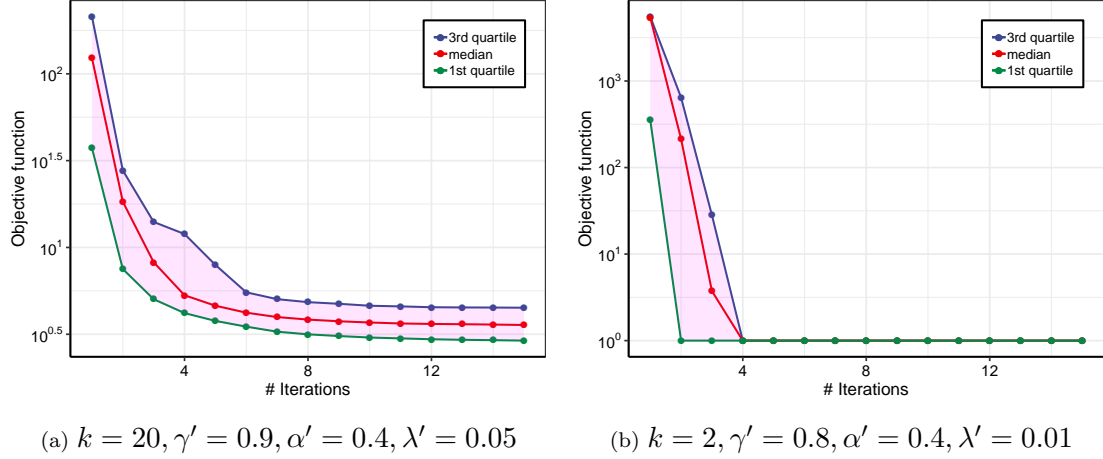 3rd quartile
median
1st quartile
10^2
10^1.5
10^1
10^0.5
Objective function
4
8
12
# Iterations
(a) k = 20, γ′ = 0.9, α′ = 0.4, λ′ = 0.05
3rd quartile
median
1st quartile
10^3
10^2
10^1
10^0
Objective function
4
8
12
# Iterations
(b) k = 2, γ′ = 0.8, α′ = 0.4, λ′ = 0.01